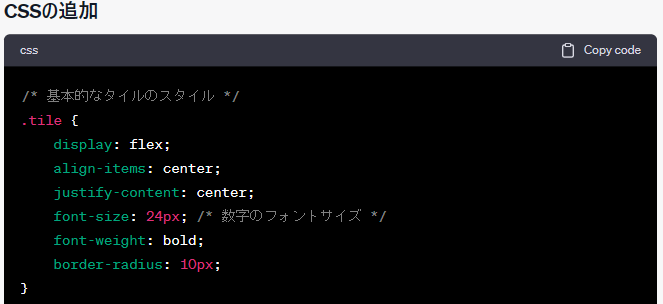 CSSの追加
css
Copy code
/* 基本的なタイルのスタイル */
.tile {
display: flex;
align-items: center;
justify-content: center;
font-size: 24px; /* 数字のフォントサイズ */
font-weight: bold;
border-radius: 10px;
}